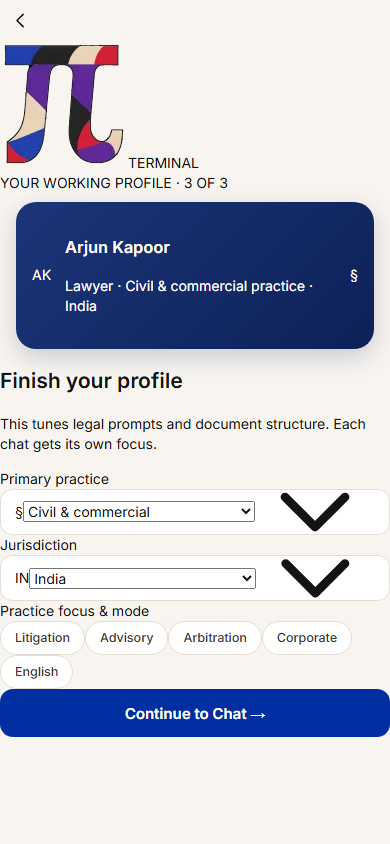 π TERMINAL
YOUR WORKING PROFILE · 3 OF 3
AK
Arjun Kapoor
Lawyer · Civil & commercial practice ·
India
§
Finish your profile
This tunes legal prompts and document structure. Each
chat gets its own focus.
Primary practice
§ Civil & commercial
Jurisdiction
IN India
Practice focus & mode
Litigation Advisory Arbitration Corporate
English
Continue to Chat →